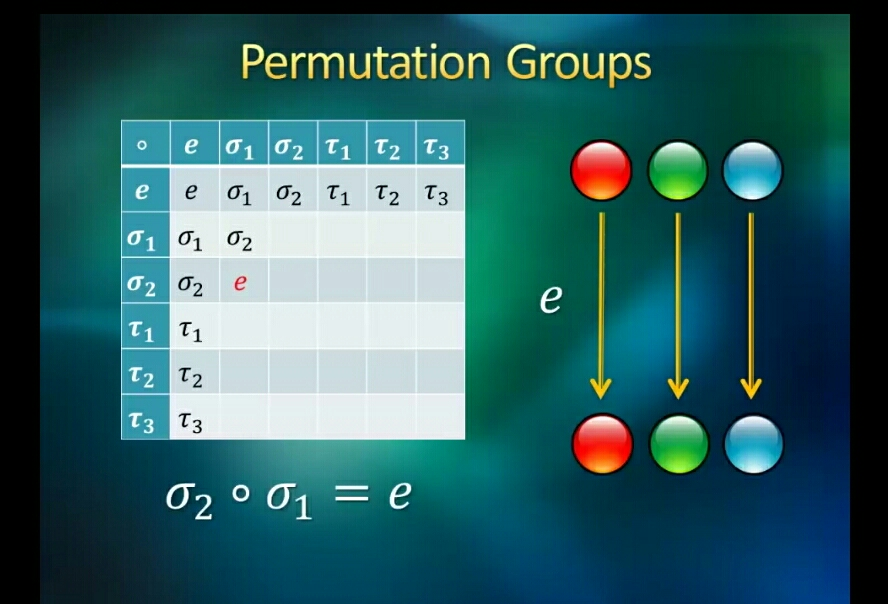 Permutation Groups
∘ e σ₁ σ₂ τ₁ τ₂ τ₃
e e σ₁ σ₂ τ₁ τ₂ τ₃
σ₁ σ₁ σ₂
σ₂ σ₂ e
τ₁ τ₁
τ₂ τ₂
τ₃ τ₃
e
σ₂ ∘ σ₁ = e